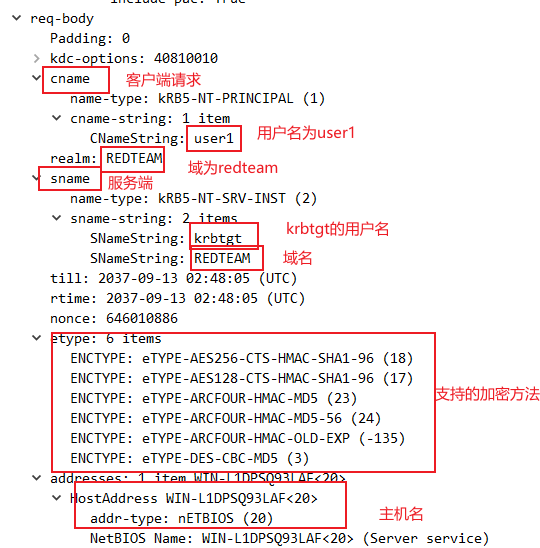 include-pac: True
req-body
Padding: 0
kdc-options: 40810010
cname 客户端请求
name-type: kRB5-NT-PRINCIPAL (1)
cname-string: 1 item
CNameString: user1 用户名为user1
realm: REDTEAM 域为redteam
sname 服务端
name-type: kRB5-NT-SRV-INST (2)
sname-string: 2 items
SNameString: krbtgt krbtgt的用户名
SNameString: REDTEAM 域名
till: 2037-09-13 02:48:05 (UTC)
rtime: 2037-09-13 02:48:05 (UTC)
nonce: 646010886
etype: 6 items
ENCTYPE: eTYPE-AES256-CTS-HMAC-SHA1-96 (18)
ENCTYPE: eTYPE-AES128-CTS-HMAC-SHA1-96 (17)
ENCTYPE: eTYPE-ARCFOUR-HMAC-MD5 (23) 支持的加密方法
ENCTYPE: eTYPE-ARCFOUR-HMAC-MD5-56 (24)
ENCTYPE: eTYPE-ARCFOUR-HMAC-OLD-EXP (-135)
ENCTYPE: eTYPE-DES-CBC-MD5 (3)
addresses: 1 item WIN-L1DPSQ93LAF<20>
HostAddress WIN-L1DPSQ93LAF<20>
addr-type: nETBIOS (20) 主机名
NetBIOS Name: WIN-L1DPSQ93LAF<20> (Server service)